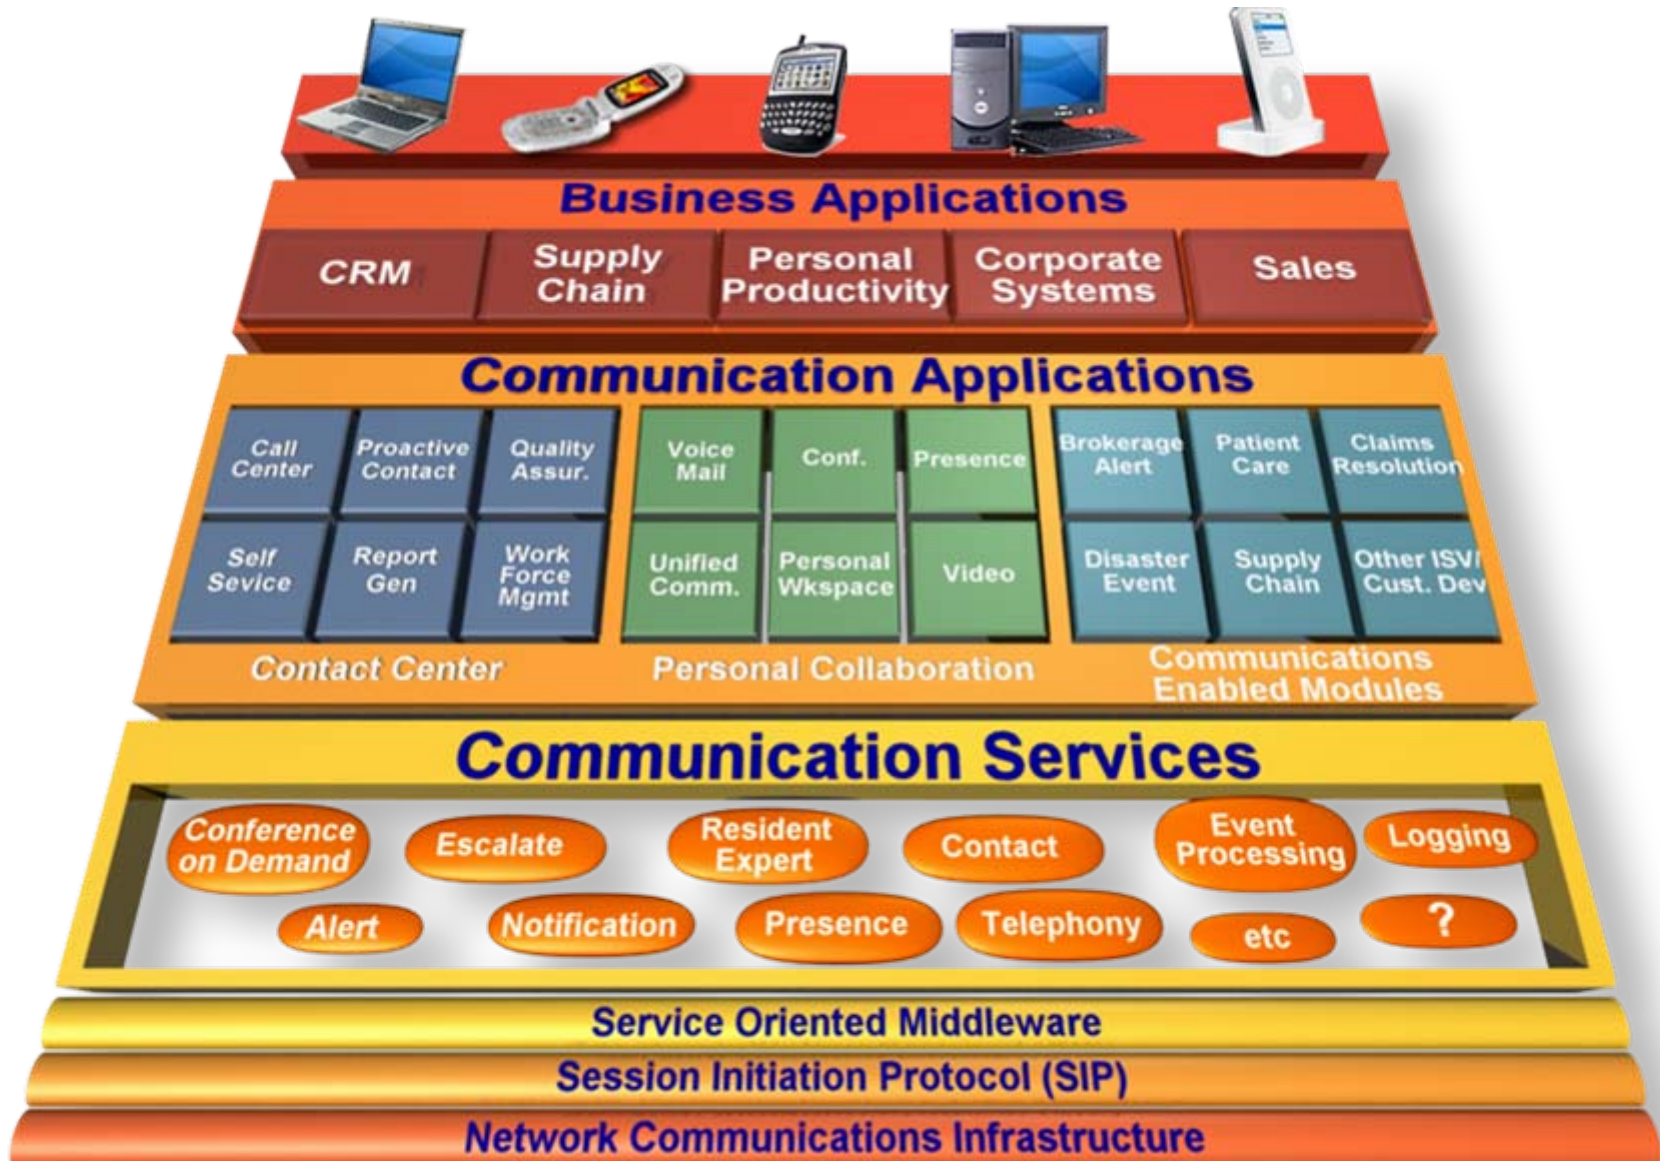 Business Applications
CRM
Supply
Chain
Personal
Productivity
Corporate
Systems
Sales
Communication Applications
Call
Center
Proactive
Contact
Quality
Assur.
Voice
Mail
Conf.
Presence
Brokerage
Alert
Patient
Care
Claims
Resolution
Self
Sevice
Report
Gen
Work
Force
Mgmt
Unified
Comm.
Personal
Wkspace
Video
Disaster
Event
Supply
Chain
Other ISV/
Cust. Dev
Contact Center
Personal Collaboration
Communications
Enabled Modules
Communication Services
Conference
on Demand
Escalate
Resident
Expert
Contact
Event
Processing
Logging
Alert
Notification
Presence
Telephony
etc
?
Service Oriented Middleware
Session Initiation Protocol (SIP)
Network Communications Infrastructure